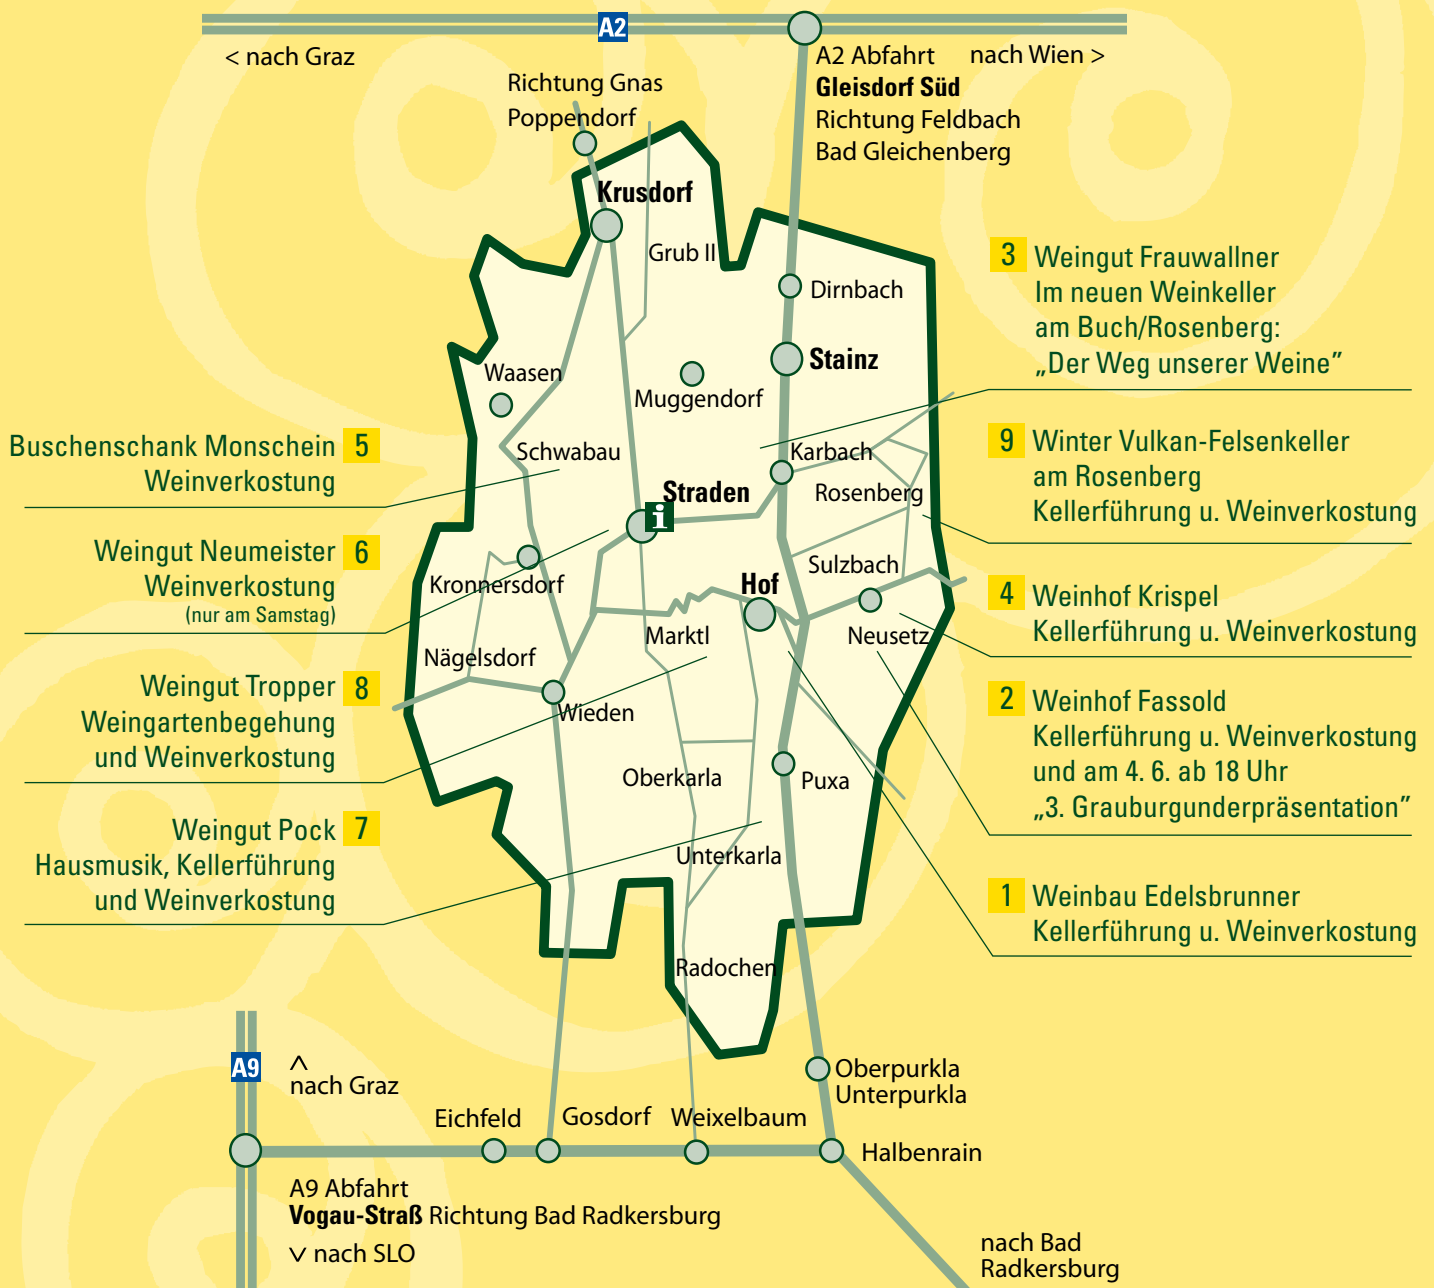 A2
< nach Graz
A2 Abfahrt
Gleisdorf Süd
Richtung Feldbach
Bad Gleichenberg
nach Wien >
Richtung Gnas
Poppendorf
Krusdorf
Grub II
Dirnbach
Stainz
Waasen
Muggendorf
Schwabau
Karbach
Rosenberg
Straden
i
Kronnersdorf
Hof
Sulzbach
Marktl
Neusetz
Nägelsdorf
Wieden
Oberkarla
Puxa
Unterkarla
Radochen
3 Weingut Frauwallner
Im neuen Weinkeller
am Buch/Rosenberg:
„Der Weg unserer Weine”
9 Winter Vulkan-Felsenkeller
am Rosenberg
Kellerführung u. Weinverkostung
4 Weinhof Krispel
Kellerführung u. Weinverkostung
2 Weinhof Fassold
Kellerführung u. Weinverkostung
und am 4. 6. ab 18 Uhr
„3. Grauburgunderpräsentation”
1 Weinbau Edelsbrunner
Kellerführung u. Weinverkostung
Buschenschank Monschein 5
Weinverkostung
Weingut Neumeister 6
Weinverkostung
(nur am Samstag)
Weingut Tropper 8
Weingartenbegehung
und Weinverkostung
Weingut Pock 7
Hausmusik, Kellerführung
und Weinverkostung
A9
^
nach Graz
Eichfeld
Gosdorf
Weixelbaum
Oberpurkla
Unterpurkla
Halbenrain
A9 Abfahrt
Vogau-Straß Richtung Bad Radkersburg
v nach SLO
nach Bad
Radkersburg